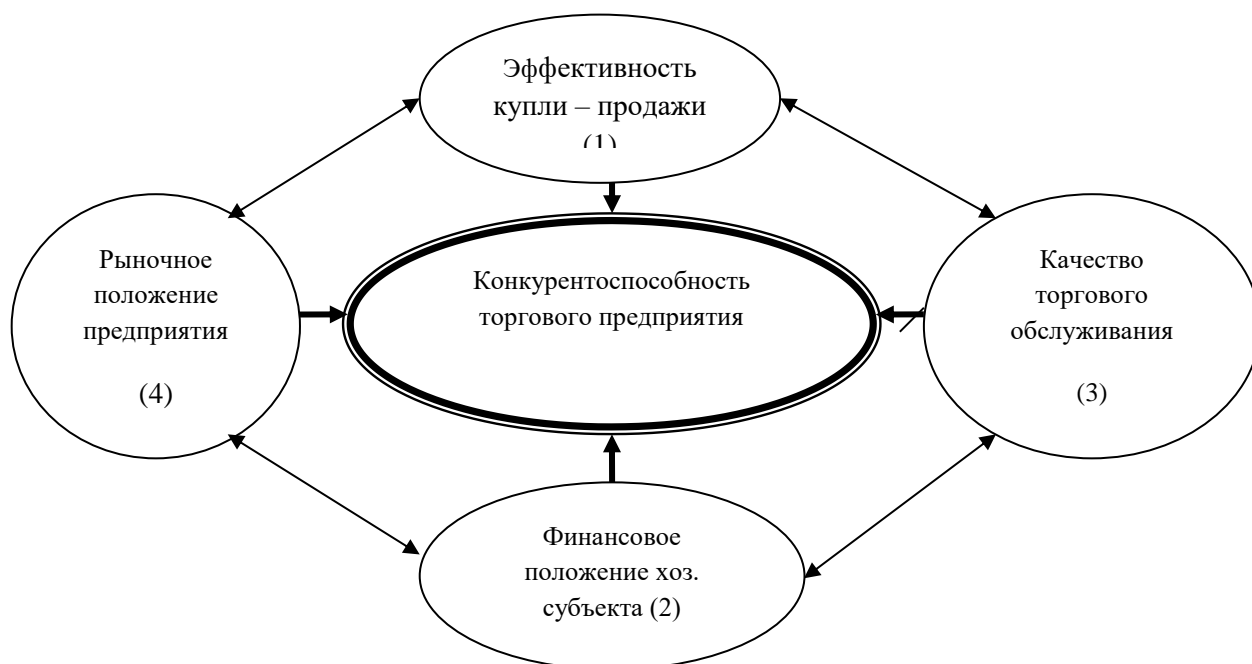 Эффективность
купли – продажи
(1)
Рыночное
положение
предприятия
(4)
Конкурентоспособность
торгового предприятия
Качество
торгового
обслуживания
(3)
Финансовое
положение хоз.
субъекта (2)